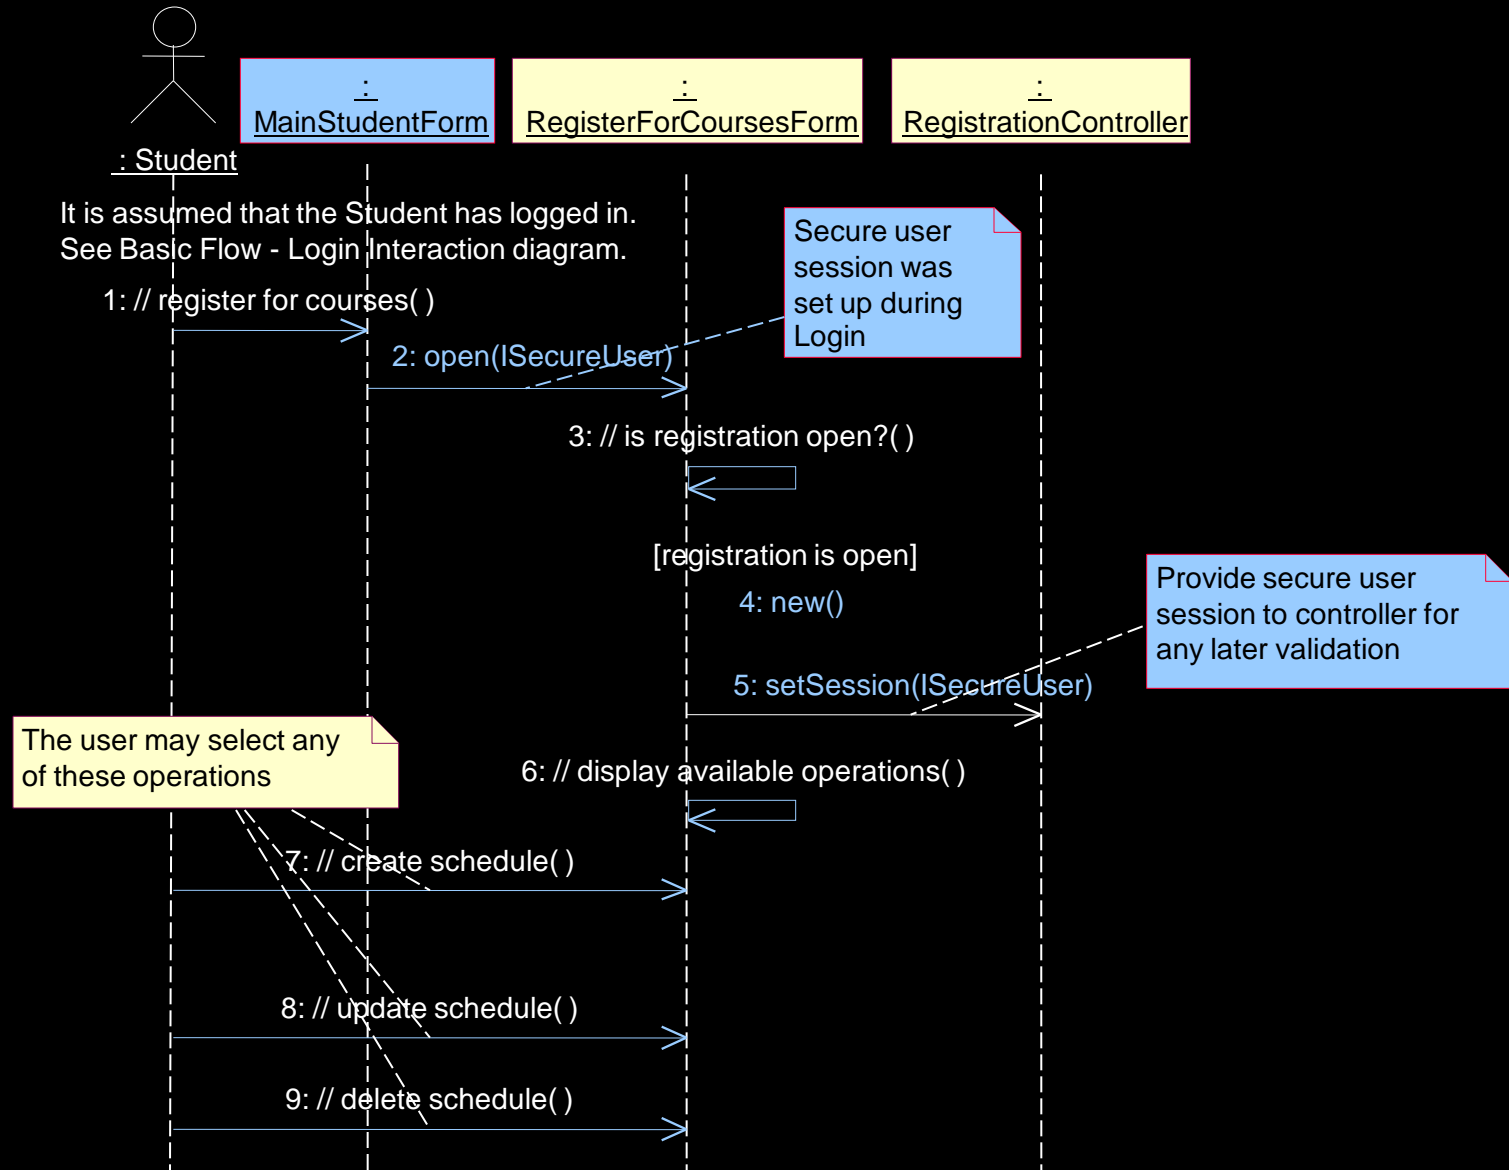 :
MainStudentForm
:
RegisterForCoursesForm
:
RegistrationController
: Student
It is assumed that the Student has logged in.
See Basic Flow - Login Interaction diagram.
Secure user
session was
set up during
Login
1: // register for courses( )
2: open(ISecureUser)
3: // is registration open?( )
[registration is open]
4: new()
Provide secure user
session to controller for
any later validation
5: setSession(ISecureUser)
The user may select any
of these operations
6: // display available operations( )
7: // create schedule( )
8: // update schedule( )
9: // delete schedule( )